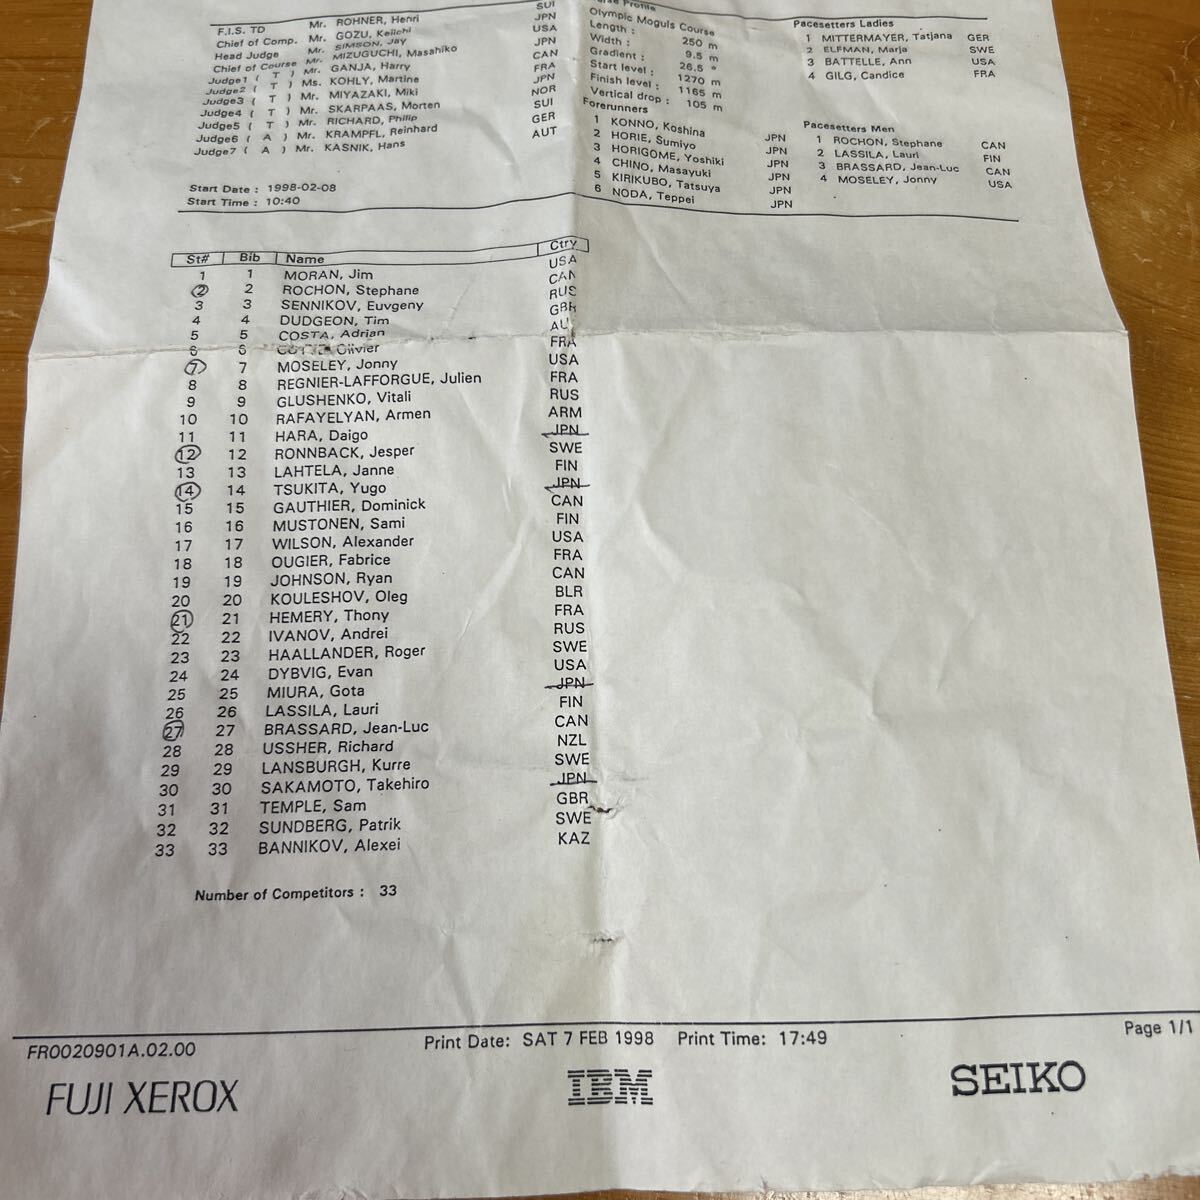 F.I.S. TD Mr. ROHNER, Henri SUI
Chief of Comp. Mr. GOZU, Keiichi JPN
Head Judge Mr. SIMSON, Jay USA
Chief of Course Mr. MIZUGUCHI, Masahiko JPN
Judge1 ( T ) Mr. GANJA, Harry CAN
Judge2 ( T ) Ms. KOHLY, Martine FRA
Judge3 ( T ) Mr. MIYAZAKI, Miki JPN
Judge4 ( T ) Mr. SKARPAAS, Morten NOR
Judge5 ( T ) Mr. RICHARD, Philip SUI
Judge6 ( A ) Mr. KRAMPFL, Reinhard GER
Judge7 ( A ) Mr. KASNIK, Hans AUT
Start Date : 1998-02-08
Start Time : 10:40
Profile
Olympic Moguls Course
Length : 250 m
Width : 9.5 m
Gradient : 26.5 °
Start level : 1270 m
Finish level : 1165 m
Vertical drop : 105 m
Forerunners
1 KONNO, Koshina JPN
2 HORIE, Sumiyo JPN
3 HORIGOME, Yoshiki JPN
4 CHINO, Masayuki JPN
5 KIRIKUBO, Tatsuya JPN
6 NODA, Teppei JPN
Pacesetters Ladies
1 MITTERMAYER, Tatjana GER
2 ELFMAN, Marja SWE
3 BATTELLE, Ann USA
4 GILG, Candice FRA
Pacesetters Men
1 ROCHON, Stephane CAN
2 LASSILA, Lauri FIN
3 BRASSARD, Jean-Luc CAN
4 MOSELEY, Jonny USA
St# Bib Name Ctry
1 1 MORAN, Jim USA
2 2 ROCHON, Stephane CAN
3 3 SENNIKOV, Euvgeny RUS
4 4 DUDGEON, Tim GBR
5 5 COSTA, Adrian AU
6 6 Olivier FRA
7 7 MOSELEY, Jonny USA
8 8 REGNIER-LAFFORGUE, Julien FRA
9 9 GLUSHENKO, Vitali RUS
10 10 RAFAYELYAN, Armen ARM
11 11 HARA, Daigo JPN
12 12 RONNBACK, Jesper SWE
13 13 LAHTELA, Janne FIN
14 14 TSUKITA, Yugo JPN
15 15 GAUTHIER, Dominick CAN
16 16 MUSTONEN, Sami FIN
17 17 WILSON, Alexander USA
18 18 OUGIER, Fabrice FRA
19 19 JOHNSON, Ryan CAN
20 20 KOULESHOV, Oleg BLR
21 21 HEMERY, Thony FRA
22 22 IVANOV, Andrei RUS
23 23 HAALLANDER, Roger SWE
24 24 DYBVIG, Evan USA
25 25 MIURA, Gota JPN
26 26 LASSILA, Lauri FIN
27 27 BRASSARD, Jean-Luc CAN
28 28 USSHER, Richard NZL
29 29 LANSBURGH, Kurre SWE
30 30 SAKAMOTO, Takehiro JPN
31 31 TEMPLE, Sam GBR
32 32 SUNDBERG, Patrik SWE
33 33 BANNIKOV, Alexei KAZ
Number of Competitors : 33
FR0020901A.02.00 Print Date: SAT 7 FEB 1998 Print Time: 17:49 Page 1/1
FUJI XEROX IBM SEIKO